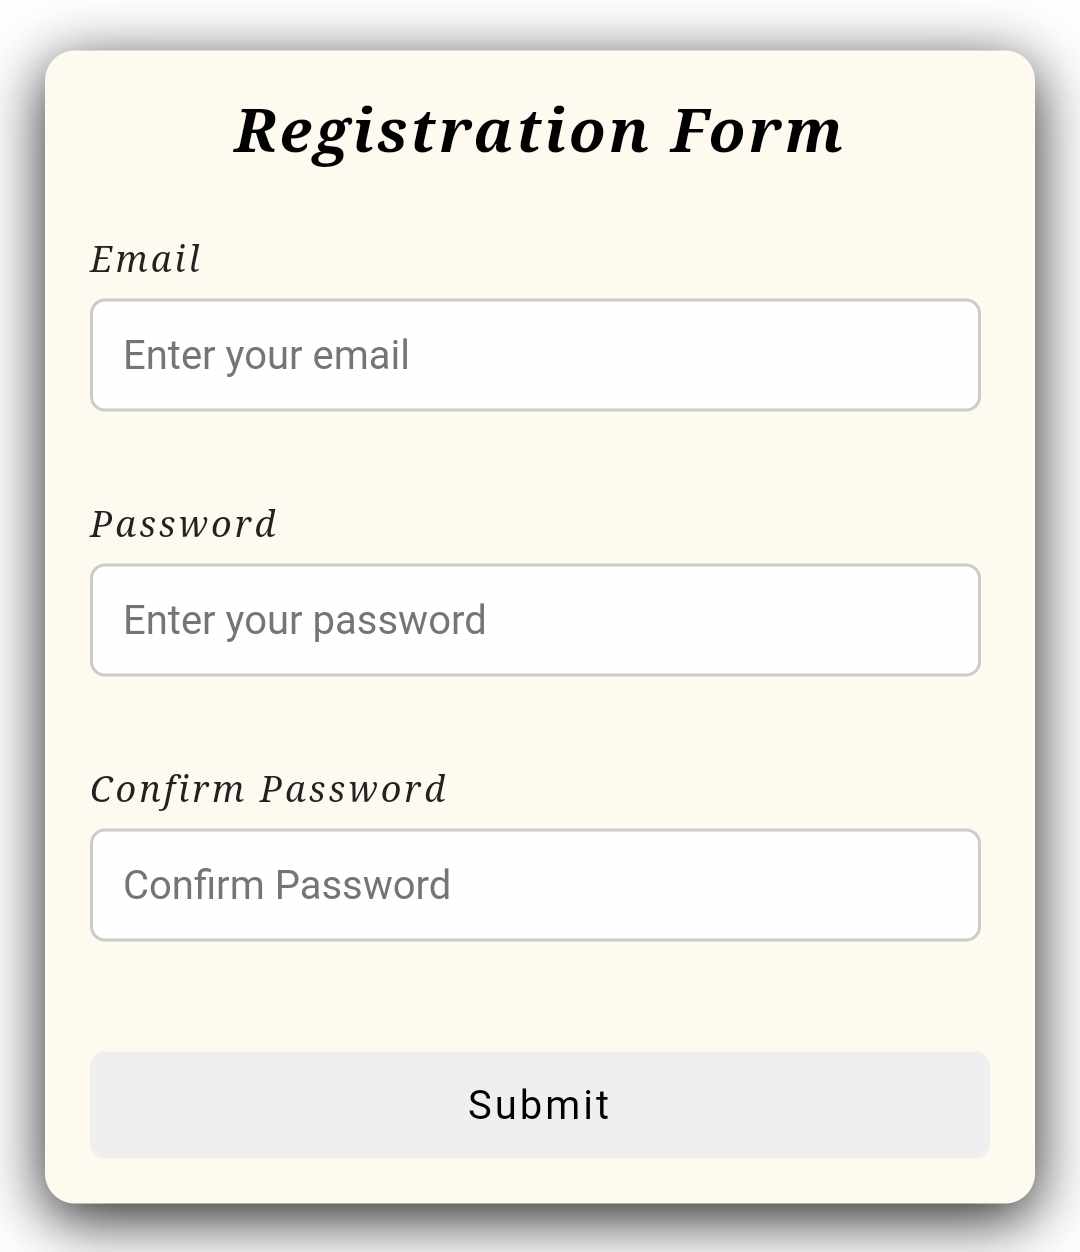 Registration Form
Email
Enter your email
Password
Enter your password
Confirm Password
Confirm Password
Submit